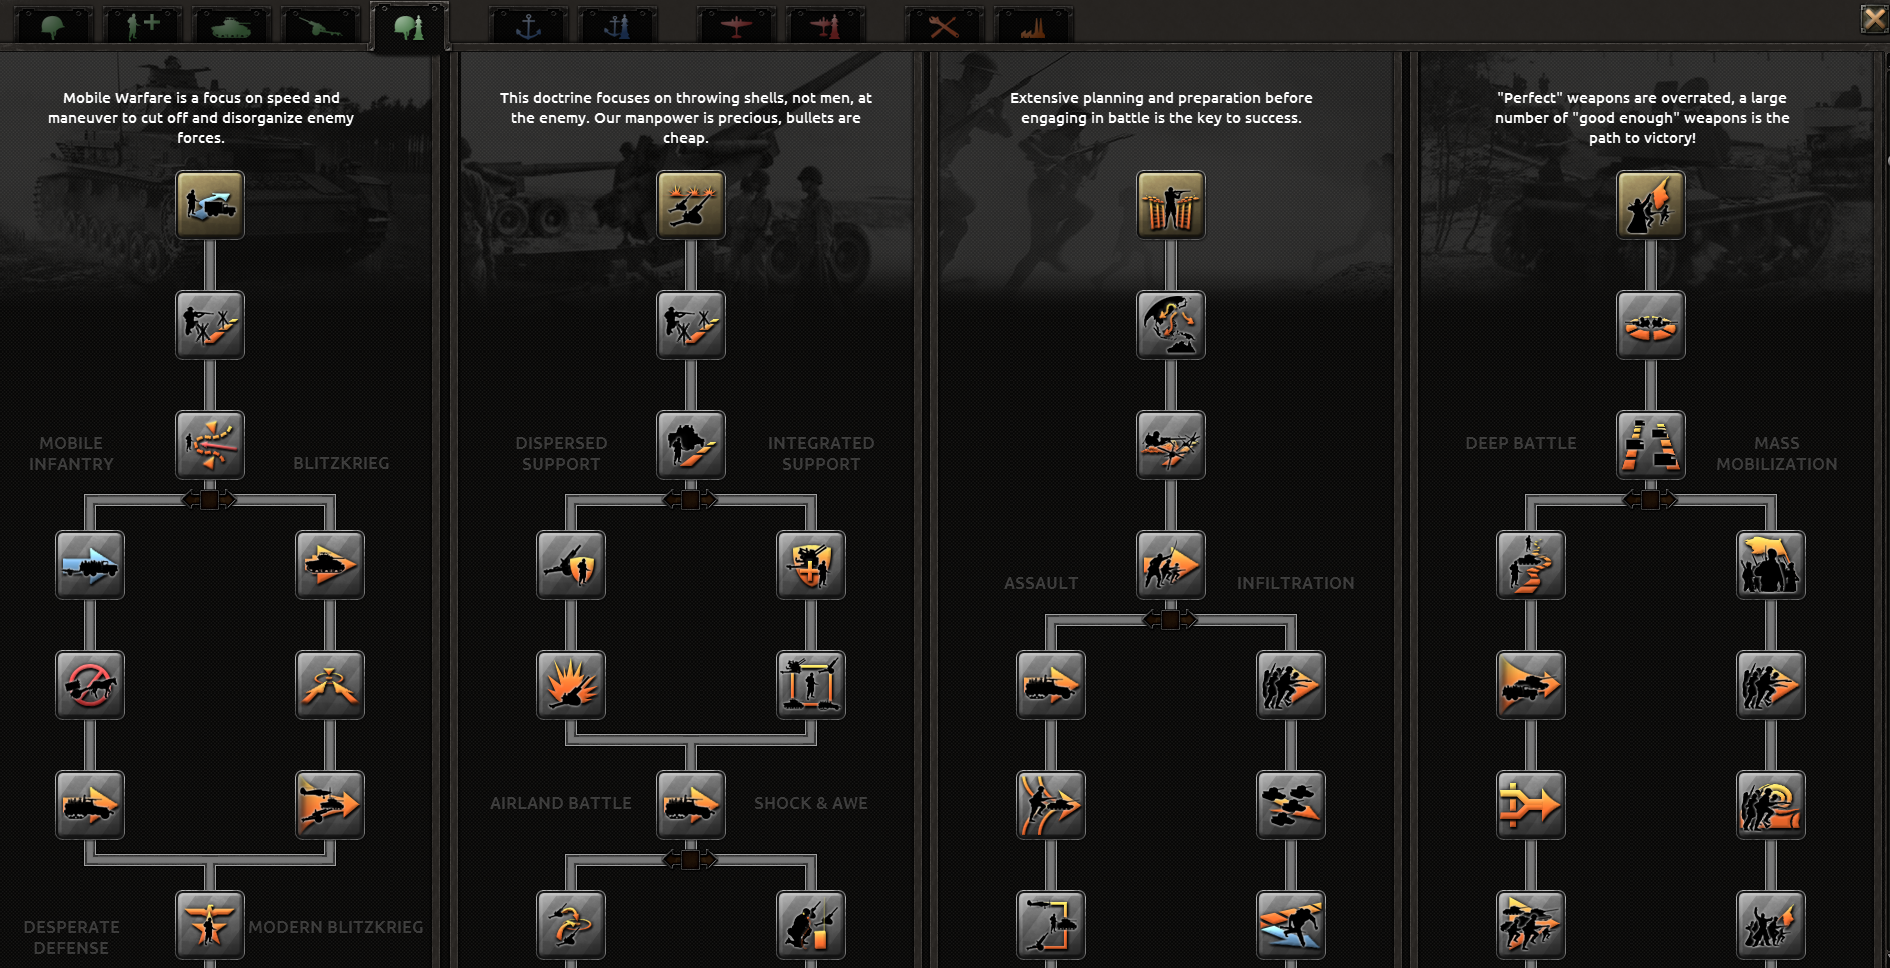 Mobile Warfare is a focus on speed and
maneuver to cut off and disorganize enemy
forces.
This doctrine focuses on throwing shells, not men, at
the enemy. Our manpower is precious, bullets are
cheap.
Extensive planning and preparation before
engaging in battle is the key to success.
"Perfect" weapons are overrated, a large
number of "good enough" weapons is the
path to victory!
MOBILE
INFANTRY
BLITZKRIEG
DISPERSED
SUPPORT
INTEGRATED
SUPPORT
DEEP BATTLE
MASS
MOBILIZATION
ASSAULT
INFILTRATION
AIRLAND BATTLE
SHOCK & AWE
DESPERATE
DEFENSE
MODERN BLITZKRIEG